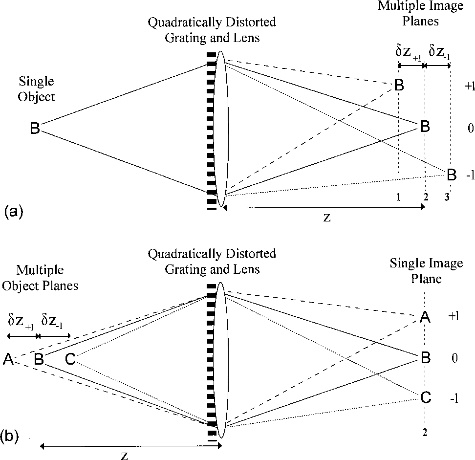 Quadratically Distorted
Grating and Lens
Multiple Image
Planes
δz+1 δz-1
Single
Object
B
B +1
B 0
B -1
1 2 3
z
(a)
Quadratically Distorted
Grating and Lens
Multiple
Object Planes
Single Image
Plane
δz+1 δz-1
A B C
A +1
B 0
C -1
2
z
(b)